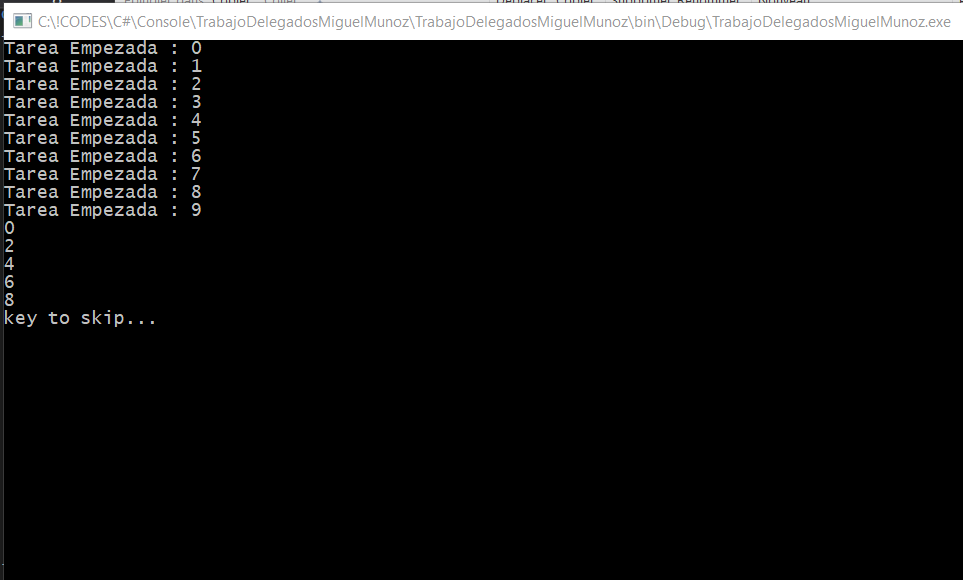 C:\!CODES\C#\Console\TrabajoDelegadosMiguelMunoz\TrabajoDelegadosMiguelMunoz\bin\Debug\TrabajoDelegadosMiguelMunoz.exe
Tarea Empezada : 0
Tarea Empezada : 1
Tarea Empezada : 2
Tarea Empezada : 3
Tarea Empezada : 4
Tarea Empezada : 5
Tarea Empezada : 6
Tarea Empezada : 7
Tarea Empezada : 8
Tarea Empezada : 9
0
2
4
6
8
key to skip...